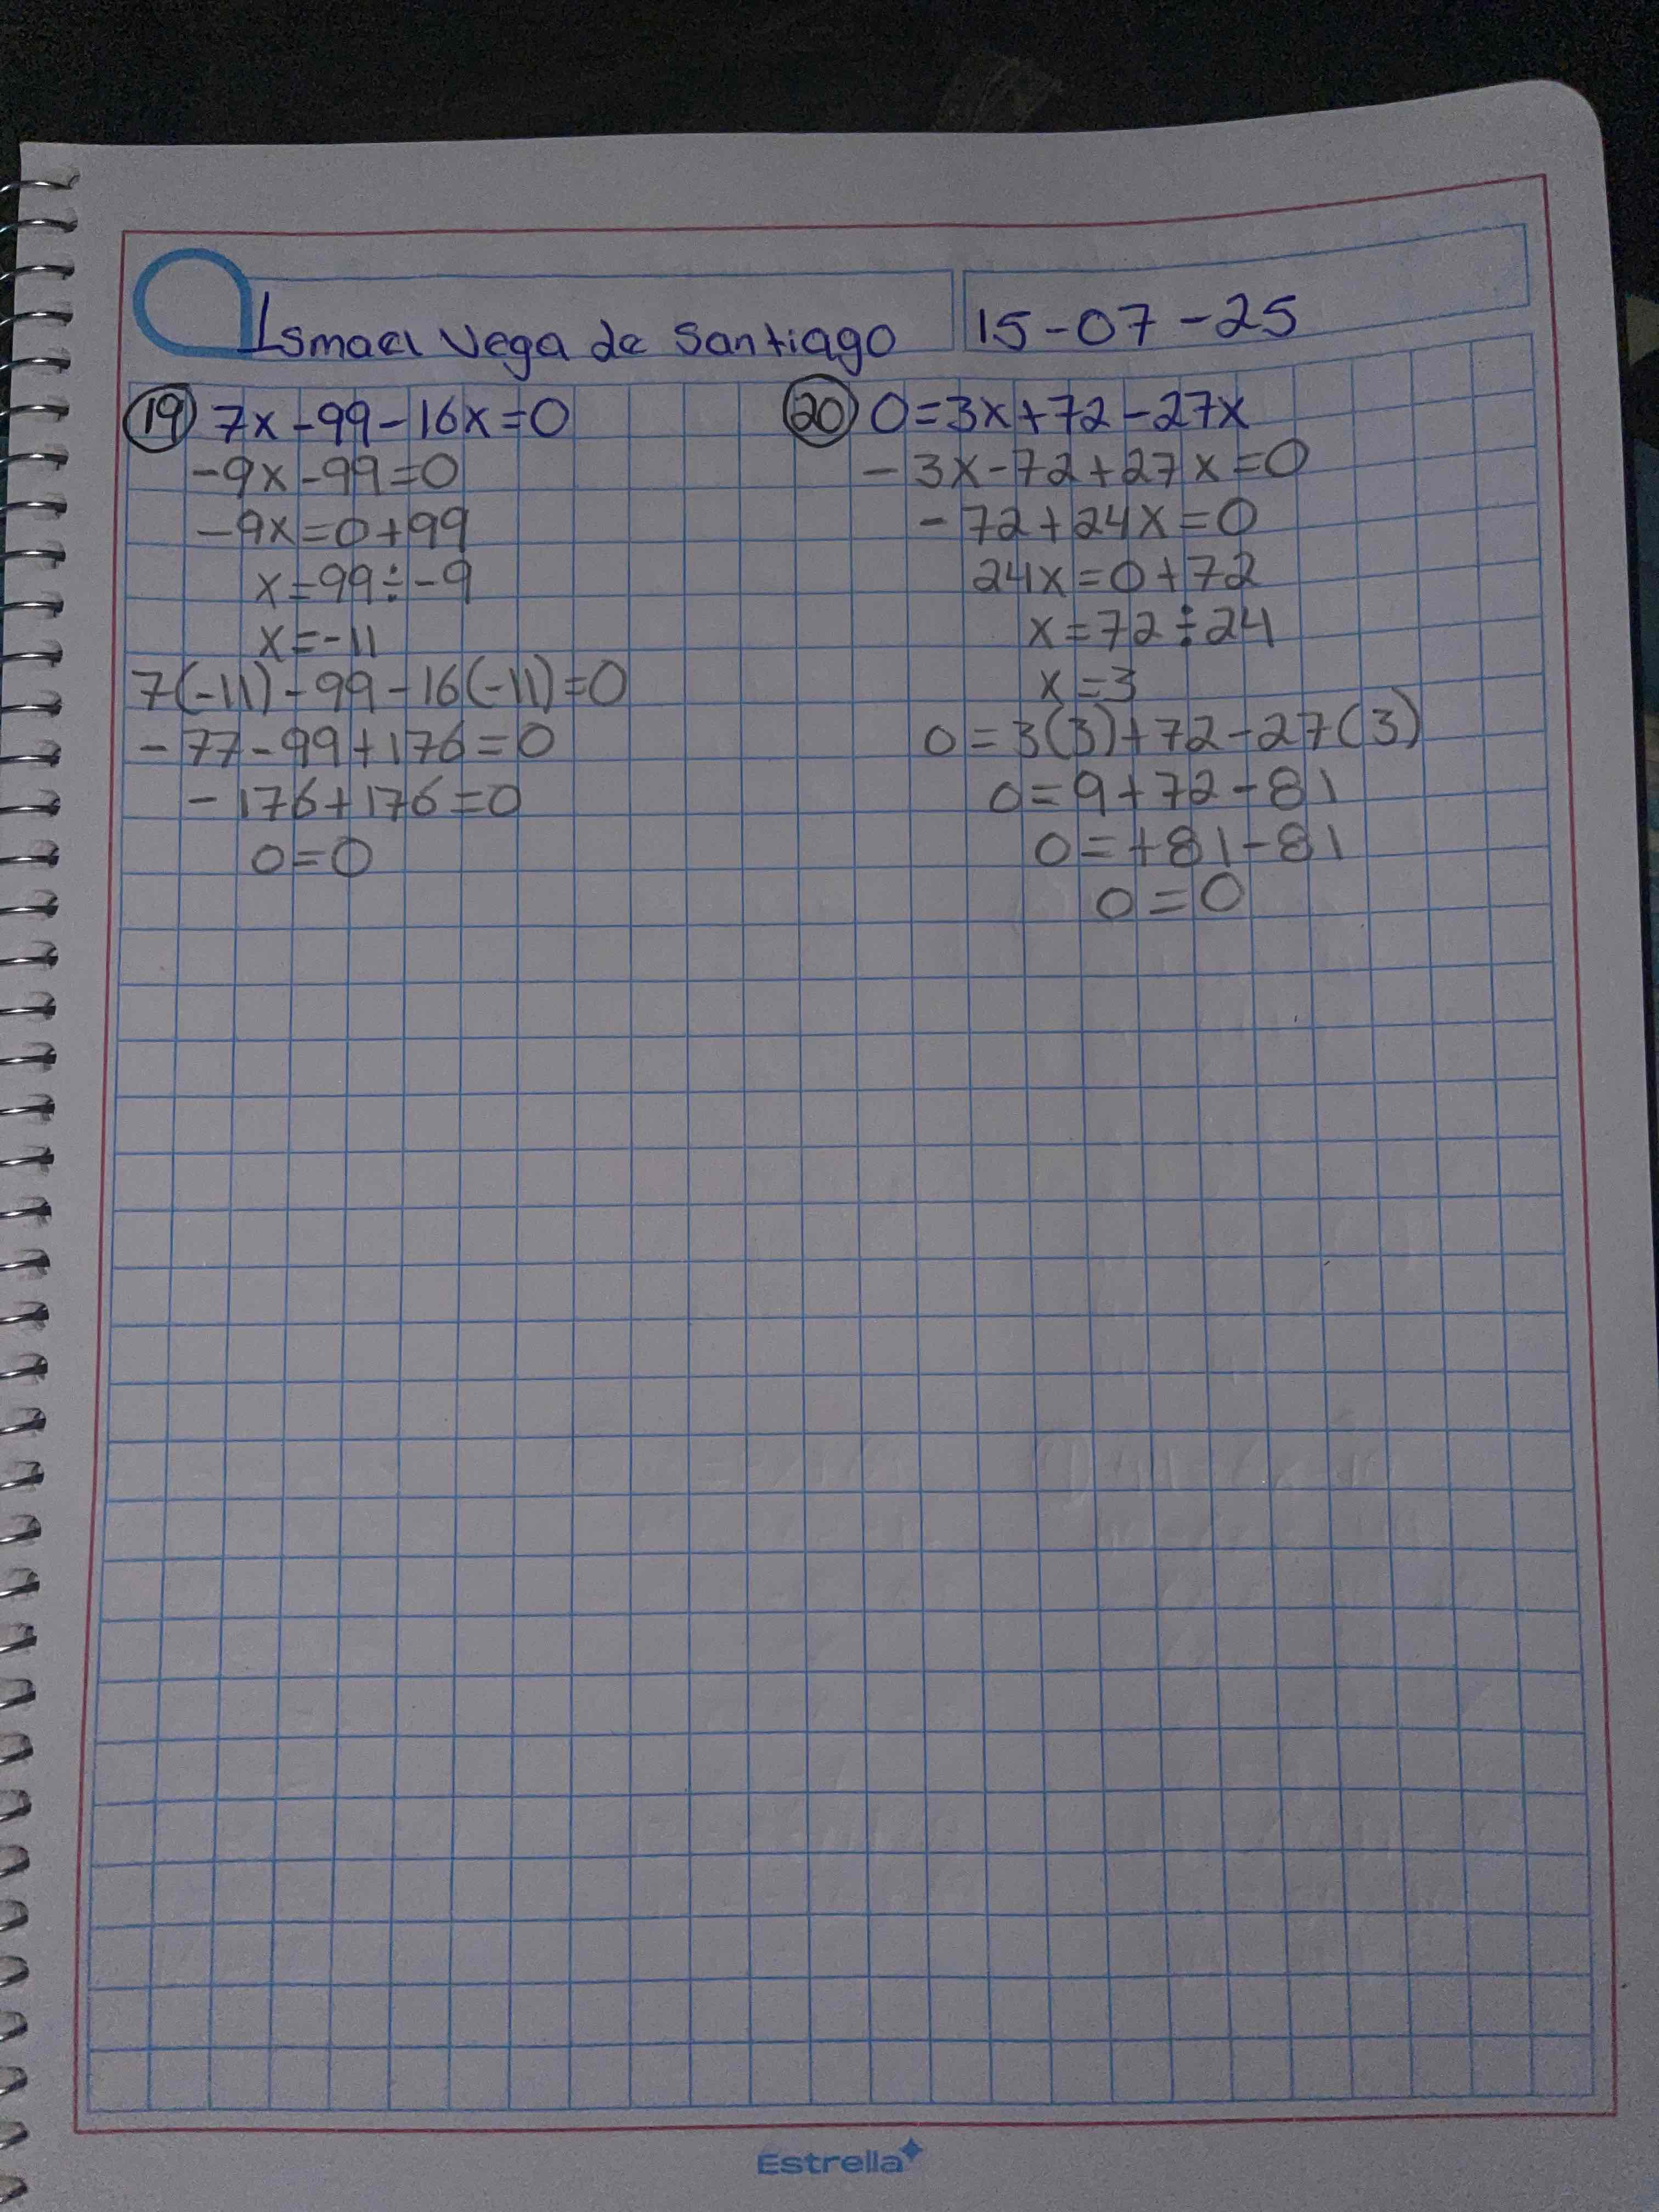 Ismael Vega de Santiago
15-07-25
19 7x-99-16x=0
-9x-99=0
-9x=0+99
x=99÷-9
x=-11
7(-11)-99-16(-11)=0
-77-99+176=0
-176+176=0
0=0
20 0=3x+72-27x
-3x-72+27x=0
-72+24x=0
24x=0+72
x=72÷24
x=3
0=3(3)+72-27(3)
0=9+72-81
0=+81-81
0=0
Estrella